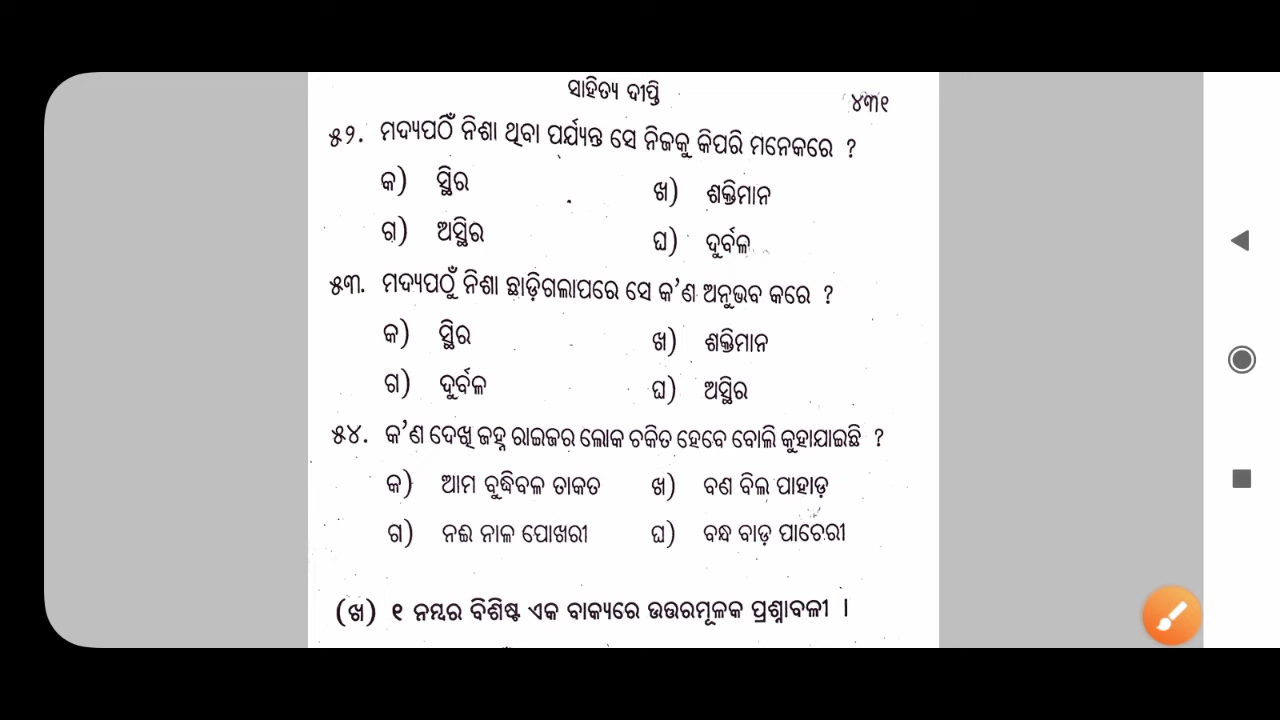 ସାହିତ୍ୟ ଦୀପ୍ତି ୪୩୧
୫୨. ମଦ୍ୟପଠିଁ ନିଶା ଥିବା ପର୍ଯ୍ୟନ୍ତ ସେ ନିଜକୁ କିପରି ମନେକରେ ?
କ) ସ୍ଥିର ଖ) ଶକ୍ତିମାନ
ଗ) ଅସ୍ଥିର ଘ) ଦୁର୍ବଳ
୫୩. ମଦ୍ୟପଠୁଁ ନିଶା ଛାଡ଼ିଗଲାପରେ ସେ କ'ଣ ଅନୁଭବ କରେ ?
କ) ସ୍ଥିର ଖ) ଶକ୍ତିମାନ
ଗ) ଦୁର୍ବଳ ଘ) ଅସ୍ଥିର
୫୪. କ'ଣ ଦେଖି ଜହ୍ନ ରାଇଜର ଲୋକ ଚକିତ ହେବେ ବୋଲି କୁହାଯାଇଛି ?
କ) ଆମ ବୁଦ୍ଧିବଳ ତାକତ ଖ) ବଣ ବିଲ ପାହାଡ଼
ଗ) ନଈ ନାଳ ପୋଖରୀ ଘ) ବନ୍ଧ ବାଡ଼ ପାଚେରୀ
(ଖ) ୧ ନମ୍ବର ବିଶିଷ୍ଟ ଏକ ବାକ୍ୟରେ ଉତ୍ତରମୂଳକ ପ୍ରଶ୍ନାବଳୀ ।